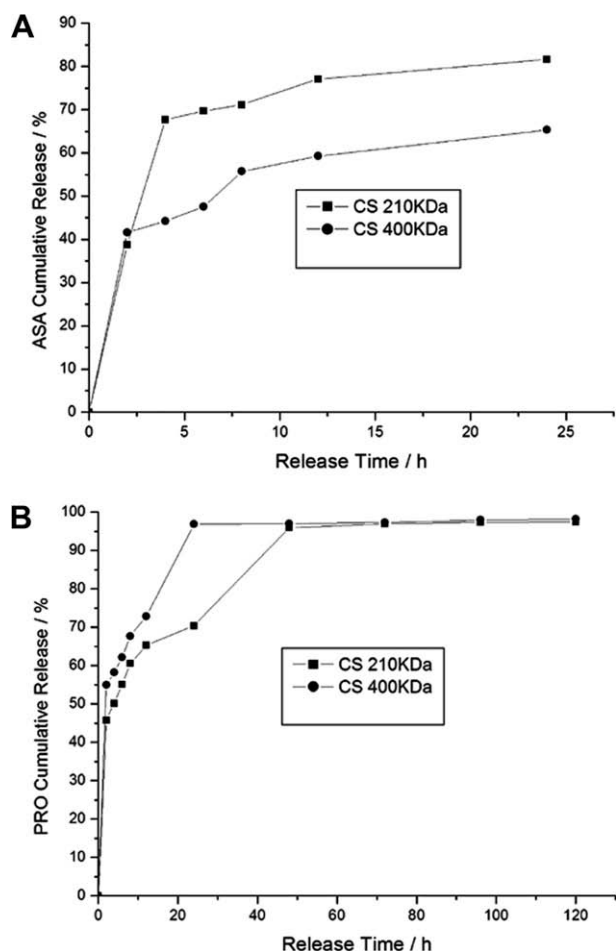 A
ASA Cumulative Release / %
90
80
70
60
50
40
30
20
10
0
CS 210KDa
CS 400KDa
0 5 10 15 20 25
Release Time / h
B
PRO Cumulative Release / %
100
90
80
70
60
50
40
30
20
10
0
CS 210KDa
CS 400KDa
0 20 40 60 80 100 120
Release Time / h